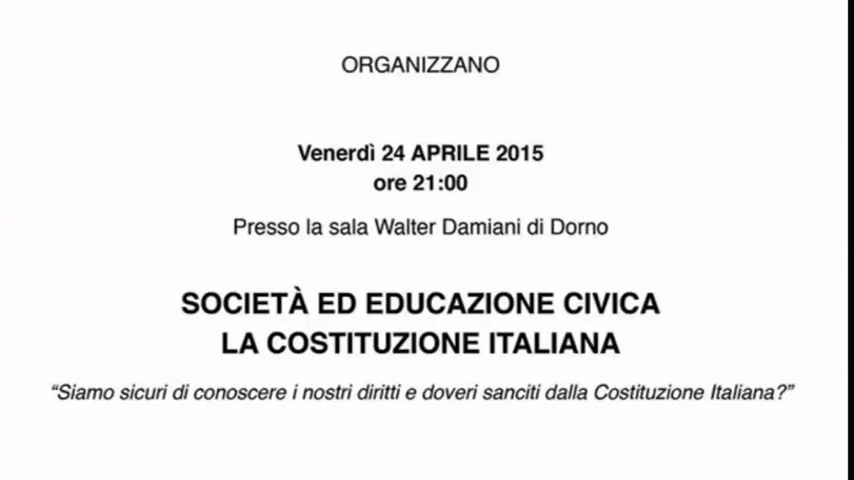 ORGANIZZANO
Venerdì 24 APRILE 2015
ore 21:00
Presso la sala Walter Damiani di Dorno
SOCIETÀ ED EDUCAZIONE CIVICA
LA COSTITUZIONE ITALIANA
“Siamo sicuri di conoscere i nostri diritti e doveri sanciti dalla Costituzione Italiana?”